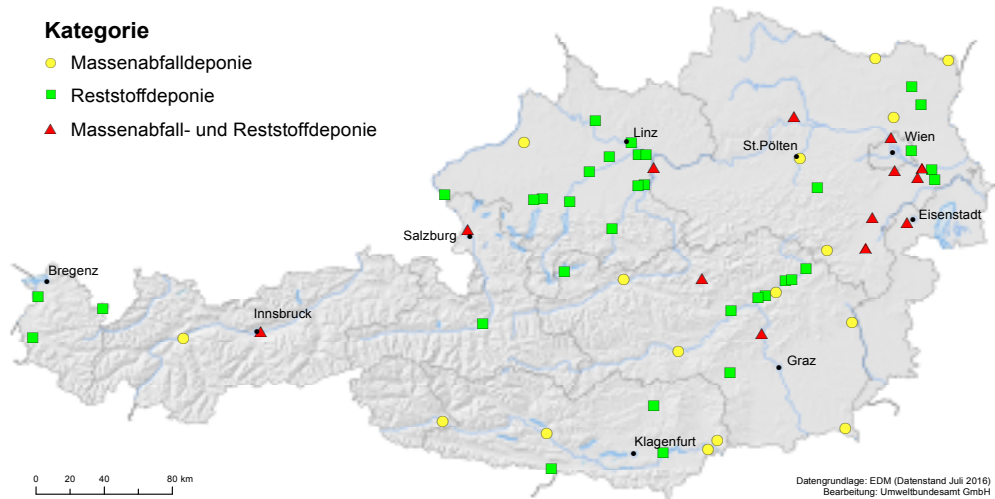 Kategorie
Massenabfalldeponie
Reststoffdeponie
Massenabfall- und Reststoffdeponie
Linz
Wien
St.Pölten
Eisenstadt
Salzburg
Bregenz
Innsbruck
Graz
Klagenfurt
0 20 40 80 km
Datengrundlage: EDM (Datenstand Juli 2016)
Bearbeitung: Umweltbundesamt GmbH